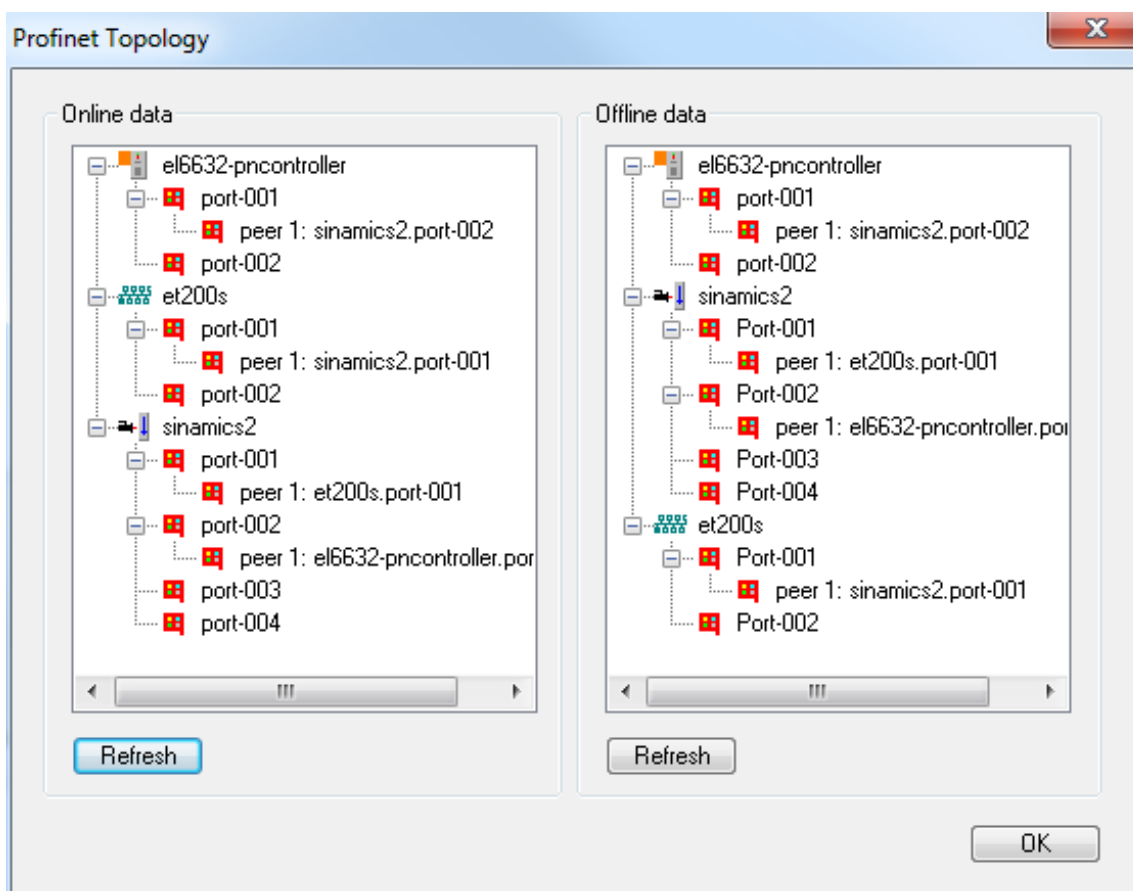 Profinet Topology
Online data
el6632-pncontroller
port-001
peer 1: sinamics2.port-002
port-002
et200s
port-001
peer 1: sinamics2.port-001
port-002
sinamics2
port-001
peer 1: et200s.port-001
port-002
peer 1: el6632-pncontroller.por
port-003
port-004
Refresh
Offline data
el6632-pncontroller
port-001
peer 1: sinamics2.port-002
port-002
sinamics2
Port-001
peer 1: et200s.port-001
Port-002
peer 1: el6632-pncontroller.por
Port-003
Port-004
et200s
Port-001
peer 1: sinamics2.port-001
Port-002
Refresh
OK